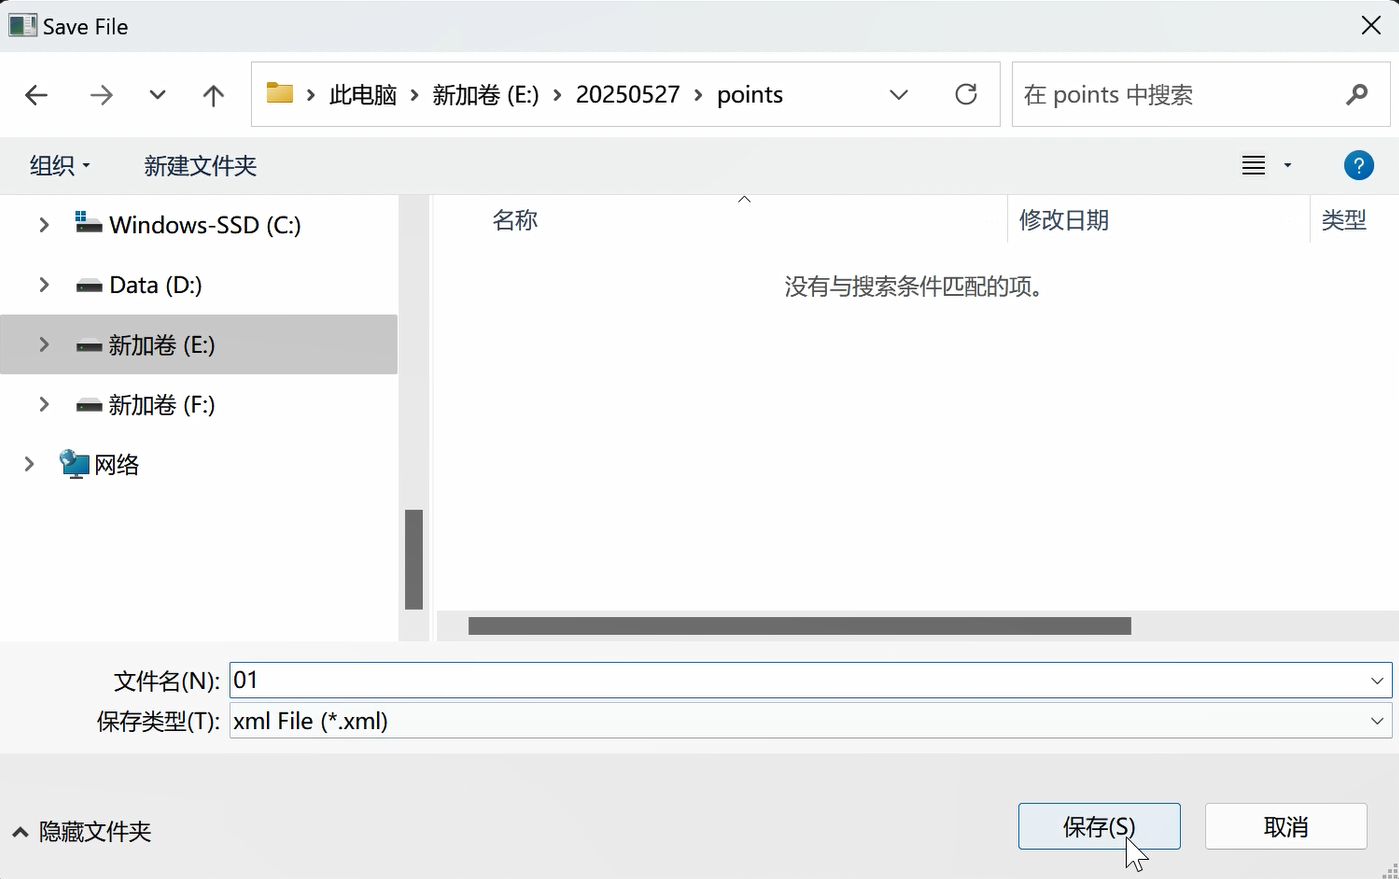 Save File
此电脑 › 新加卷 (E:) › 20250527 › points
在 points 中搜索
组织
新建文件夹
?
Windows-SSD (C:)
Data (D:)
新加卷 (E:)
新加卷 (F:)
网络
名称
修改日期
类型
没有与搜索条件匹配的项。
文件名(N): 01
保存类型(T): xml File (*.xml)
隐藏文件夹
保存(S)
取消